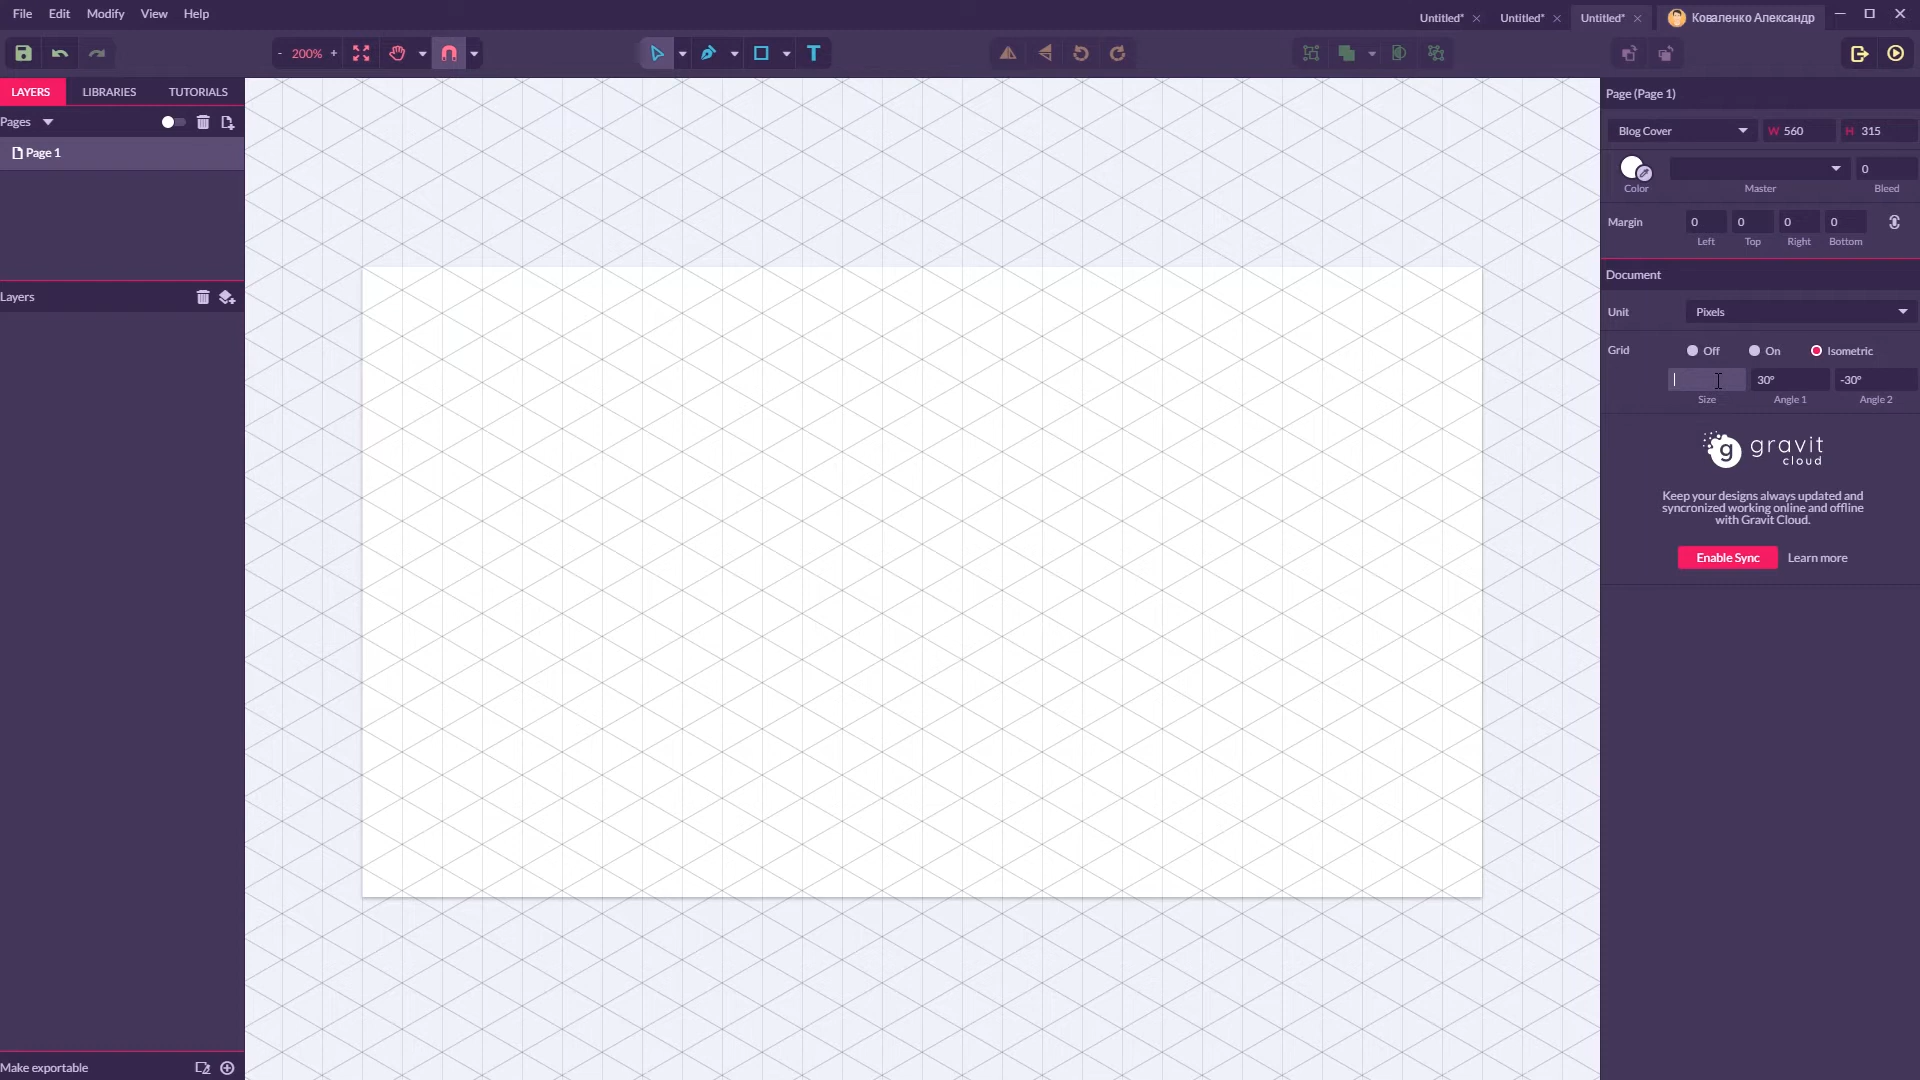 File Edit Modify View Help
Untitled* Untitled* Untitled* Коваленко Александр
- 200% + T
LAYERS LIBRARIES TUTORIALS
Pages
Page 1
Layers
Make exportable
Page (Page 1)
Blog Cover W 560 H 315
0
Color Master Bleed
Margin 0 0 0 0
Left Top Right Bottom
Document
Unit Pixels
Grid Off On Isometric
30° -30°
Size Angle 1 Angle 2
g gravit
cloud
Keep your designs always updated and
syncronized working online and offline
with Gravit Cloud.
Enable Sync Learn more